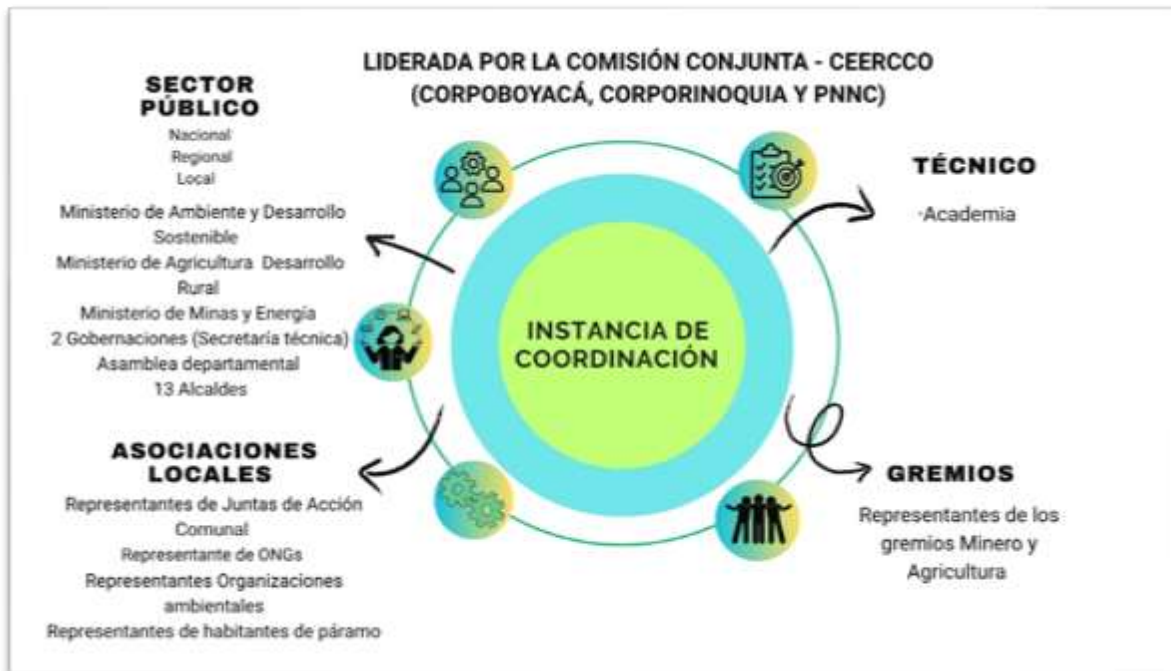 LIDERADA POR LA COMISIÓN CONJUNTA - CEERCCO
(CORPOBOYACÁ, CORPORINOQUIA Y PNNC)
SECTOR
PÚBLICO
Nacional
Regional
Local
Ministerio de Ambiente y Desarrollo
Sostenible
Ministerio de Agricultura Desarrollo
Rural
Ministerio de Minas y Energía
2 Gobernaciones (Secretaría técnica)
Asamblea departamental
13 Alcaldes
ASOCIACIONES
LOCALES
Representantes de Juntas de Acción
Comunal
Representante de ONGs
Representantes Organizaciones
ambientales
Representantes de habitantes de páramo
INSTANCIA DE
COORDINACIÓN
TÉCNICO
·Academia
GREMIOS
Representantes de los
gremios Minero y
Agricultura